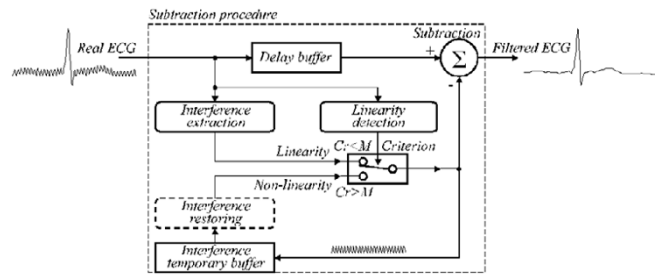 Subtraction procedure
Subtraction
Real ECG
Delay buffer
+
Σ
Filtered ECG
-
Interference
extraction
Linearity
detection
Linearity
Cr<M
Criterion
Non-linearity
Cr>M
Interference
restoring
Interference
temporary buffer